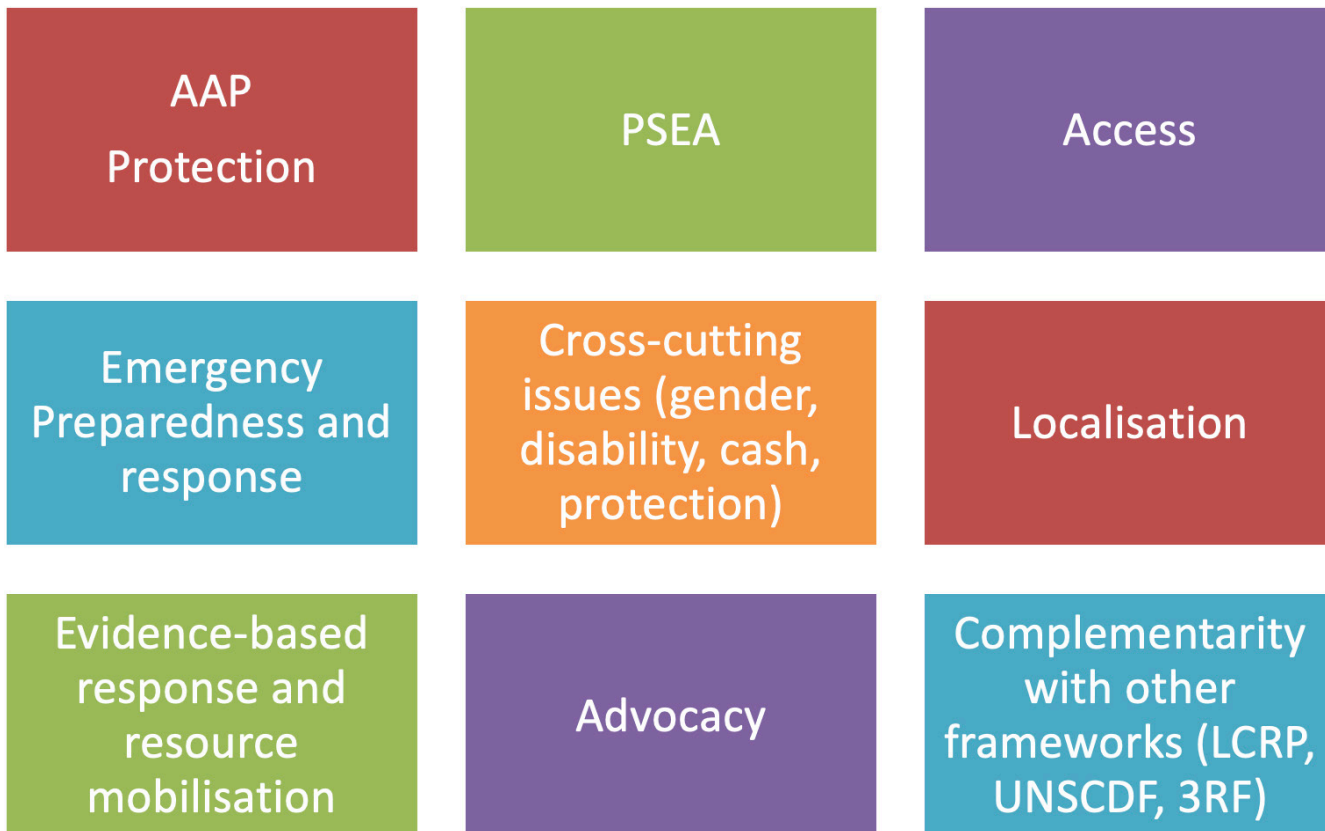 AAP
Protection
PSEA
Access
Emergency
Preparedness and
response
Cross-cutting
issues (gender,
disability, cash,
protection)
Localisation
Evidence-based
response and
resource
mobilisation
Advocacy
Complementarity
with other
frameworks (LCRP,
UNSCDF, 3RF)